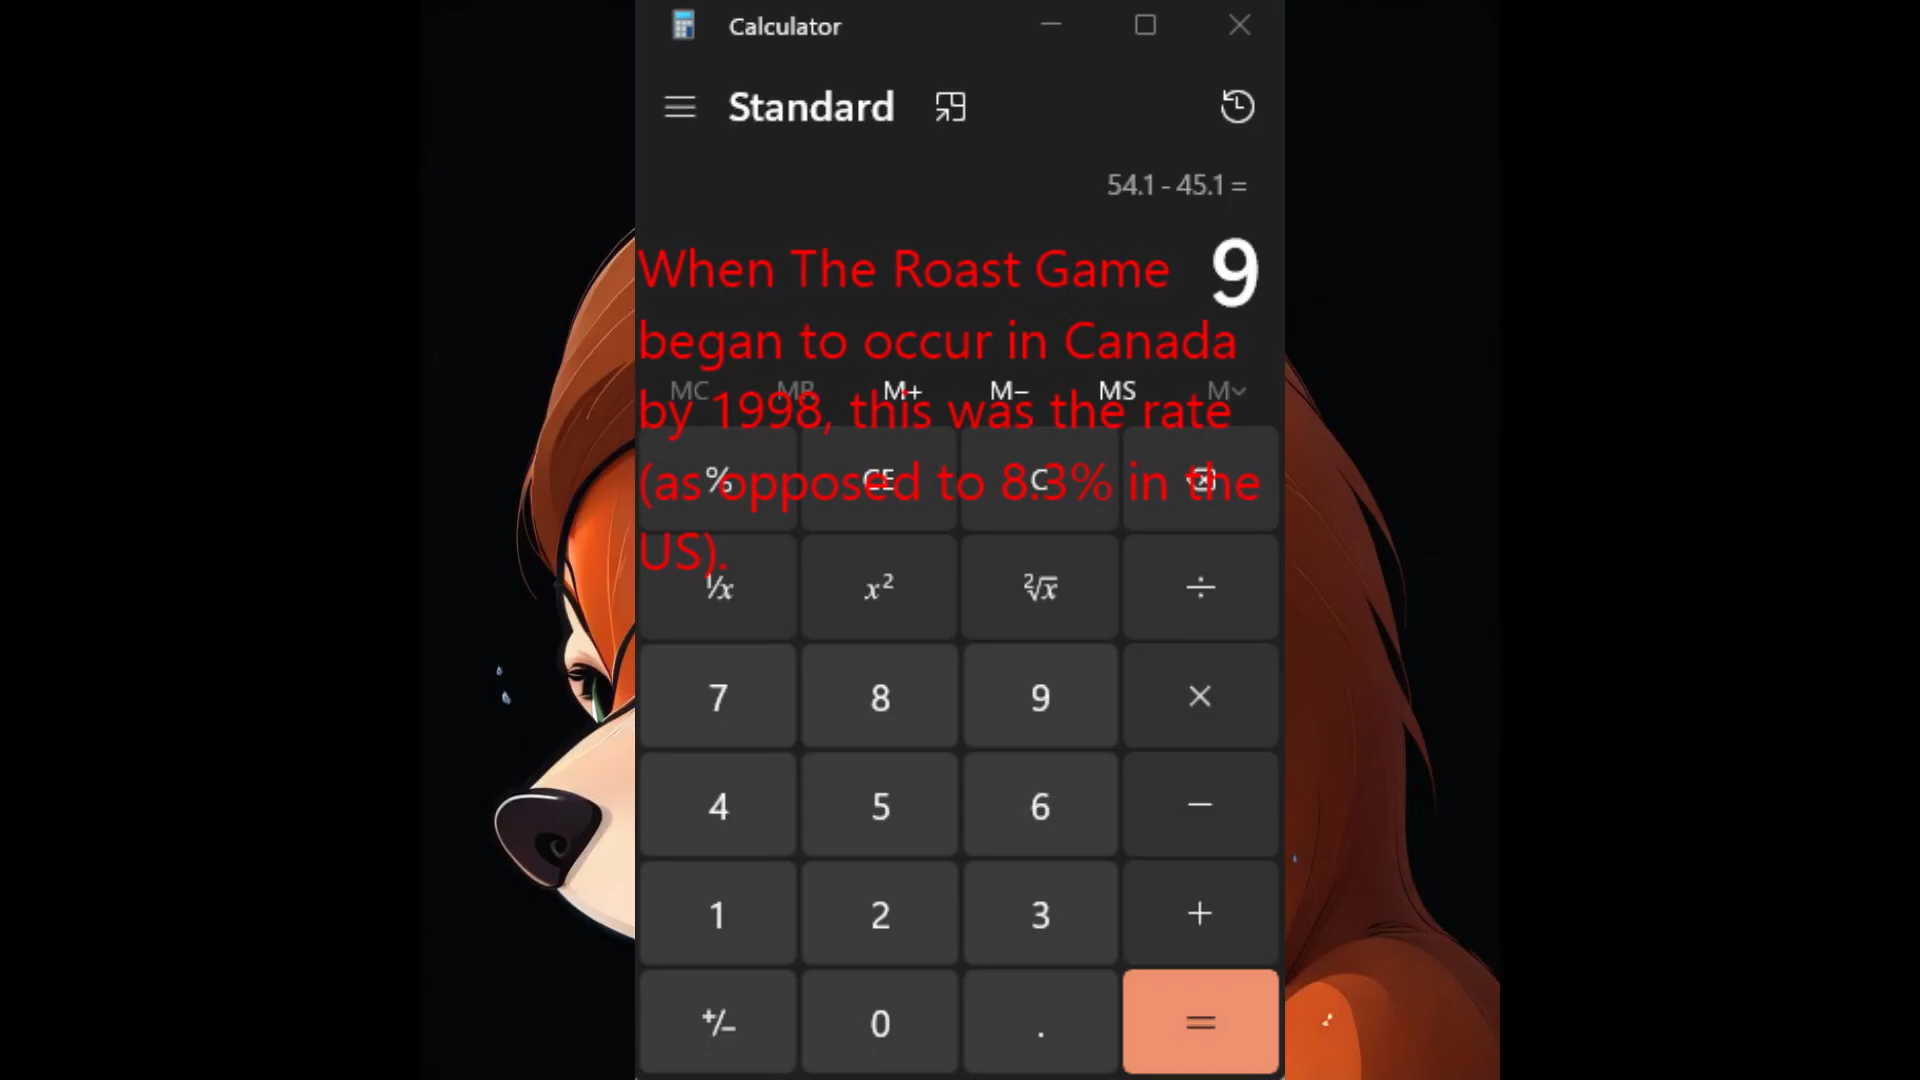 Calculator
Standard
54.1 - 45.1 =
9
When The Roast Game
began to occur in Canada
MC MR M+ M− MS M
by 1998, this was the rate
(as opposed to 8.3% in the
% CE C
US).
1/x x² ²√x ÷
7 8 9 ×
4 5 6 −
1 2 3 +
+/− 0 . =